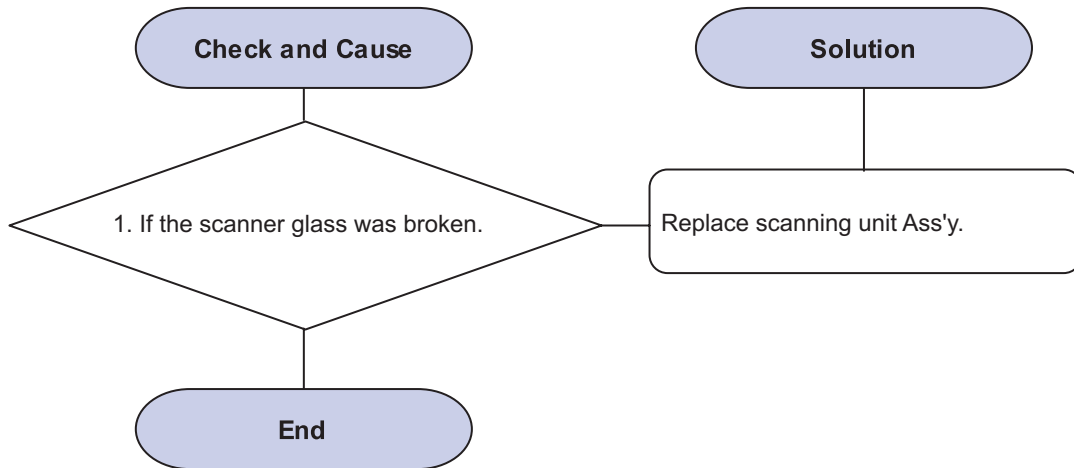 Check and Cause
Solution
1. If the scanner glass was broken.
Replace scanning unit Ass'y.
End